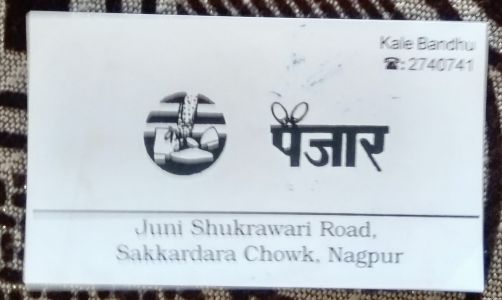 Kale Bandhu
☎:2740741
पैजार
Juni Shukrawari Road,
Sakkardara Chowk, Nagpur